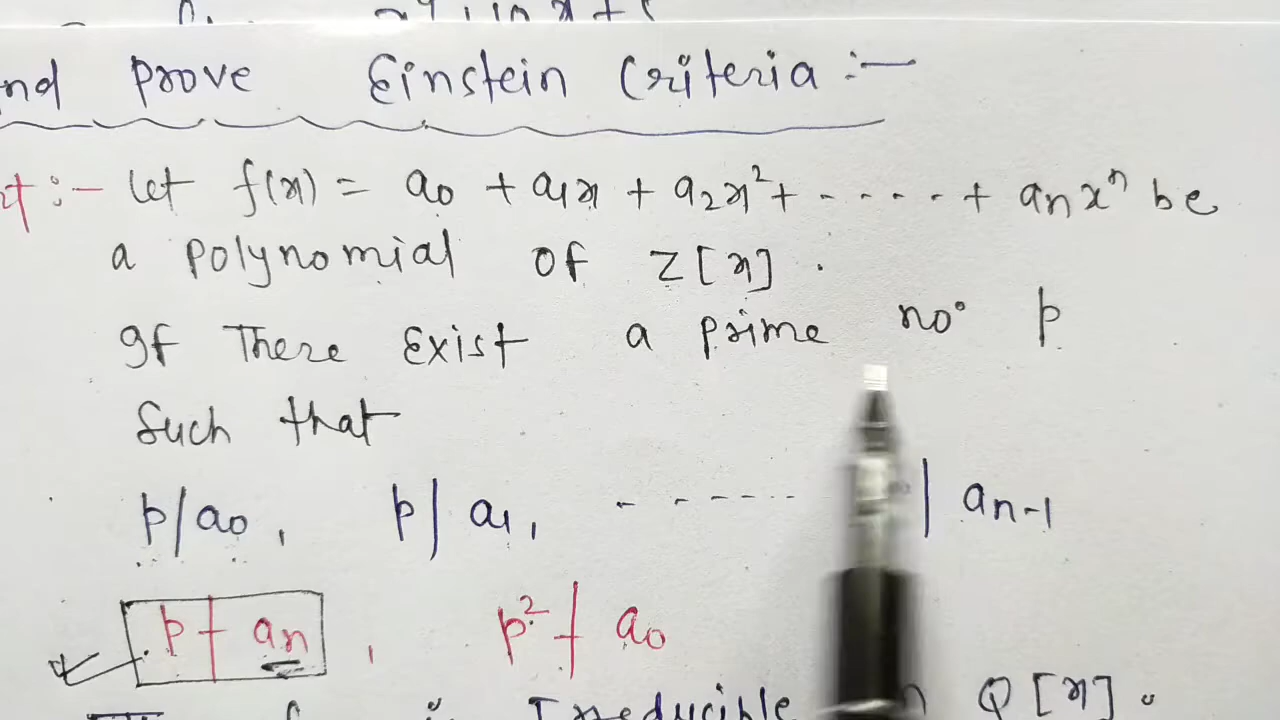 nd prove Einstein Criteria :-
t :- Let f(x) = a₀ + a₁x + a₂x² + ----- + aₙxⁿ be
a polynomial of Z[x] .
If There Exist a prime no° p
Such that
p|a₀ , p|a₁, ------ | aₙ₋₁
p ∤ aₙ , p² ∤ a₀
Irreducible Q[x] .